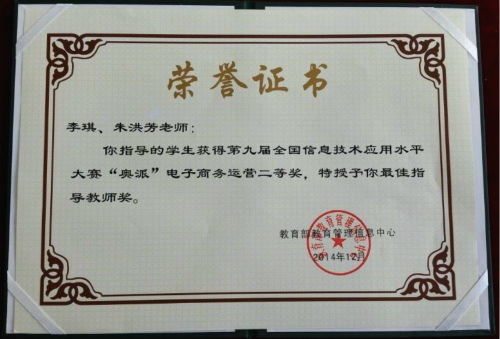 荣誉证书
李琪、朱洪芳老师：
你指导的学生获得第九届全国信息技术应用水平
大赛“奥派”电子商务运营二等奖，特授予你最佳指
导教师奖。
教育部教育管理信息中心
2014年12月